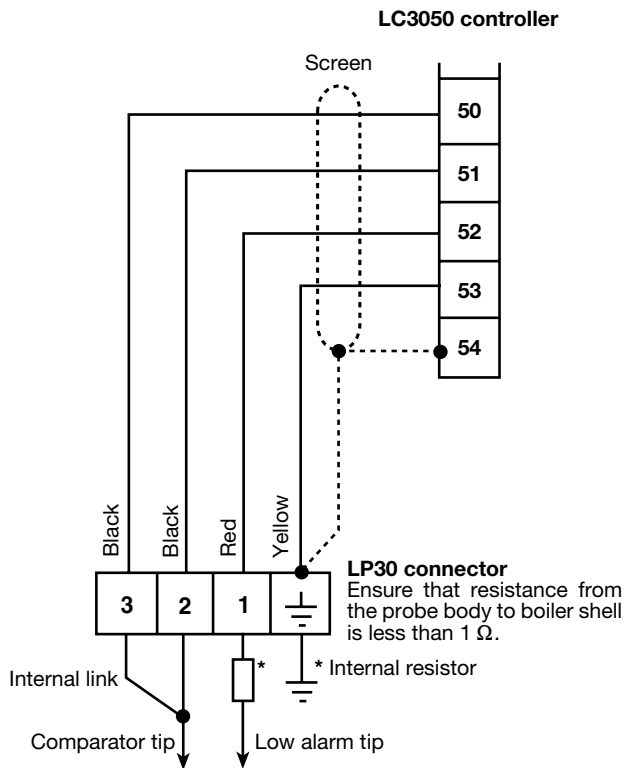 LC3050 controller
Screen
50
51
52
53
54
Black
Black
Red
Yellow
LP30 connector
Ensure that resistance from
the probe body to boiler shell
is less than 1 Ω.
3 2 1
* * Internal resistor
Internal link
Comparator tip
Low alarm tip